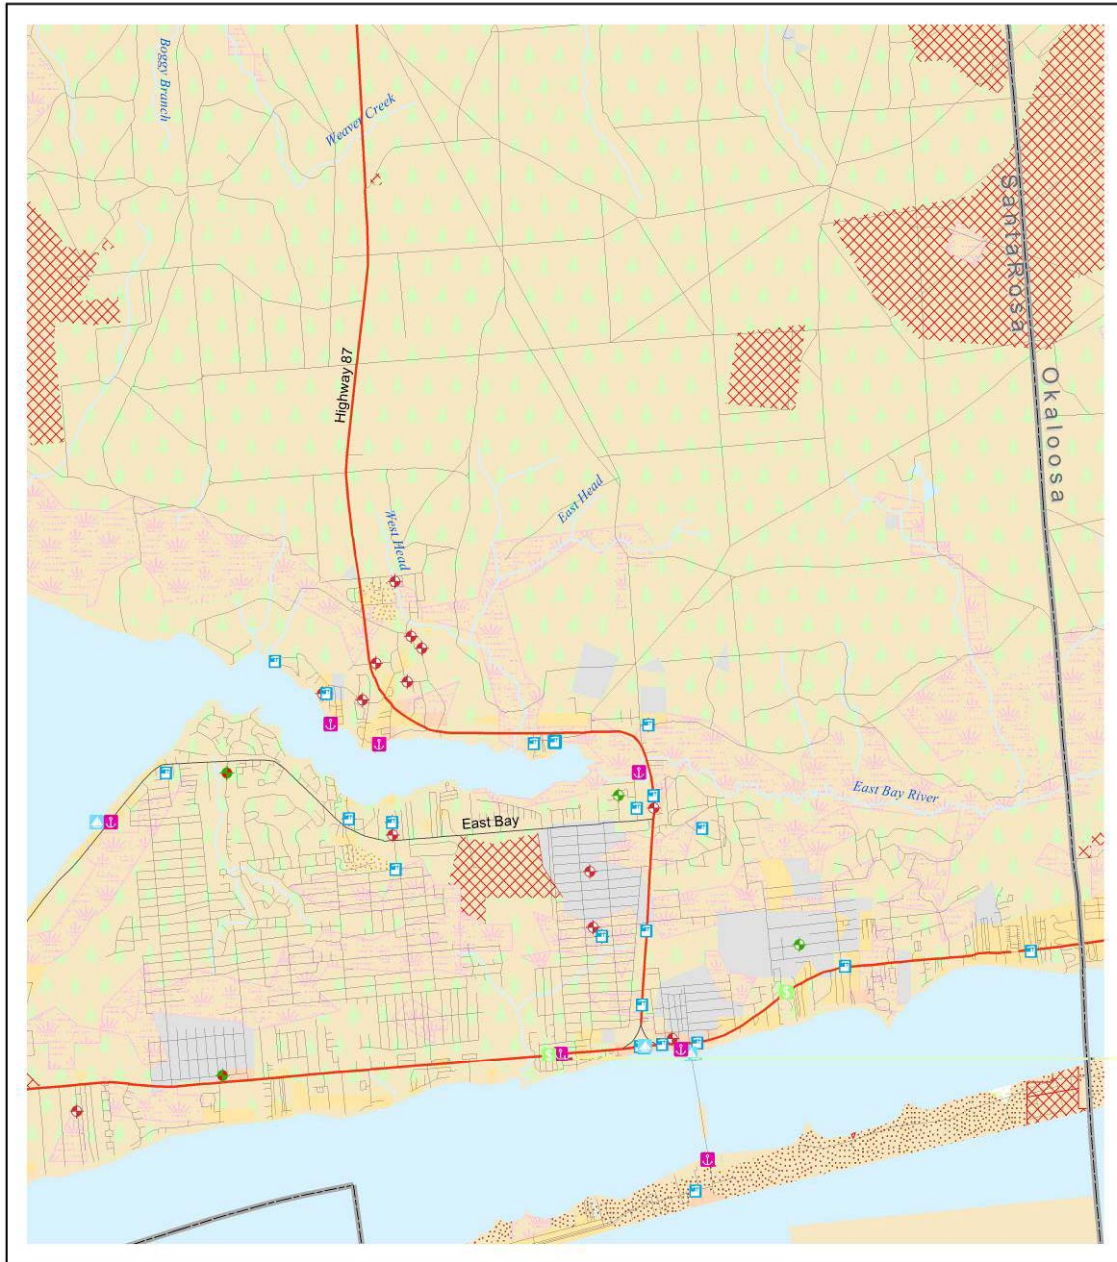 Boggy Branch
Weaver Creek
Santa Rosa
Highway 87
Okaloosa
East Head
West Head
East Bay River
East Bay